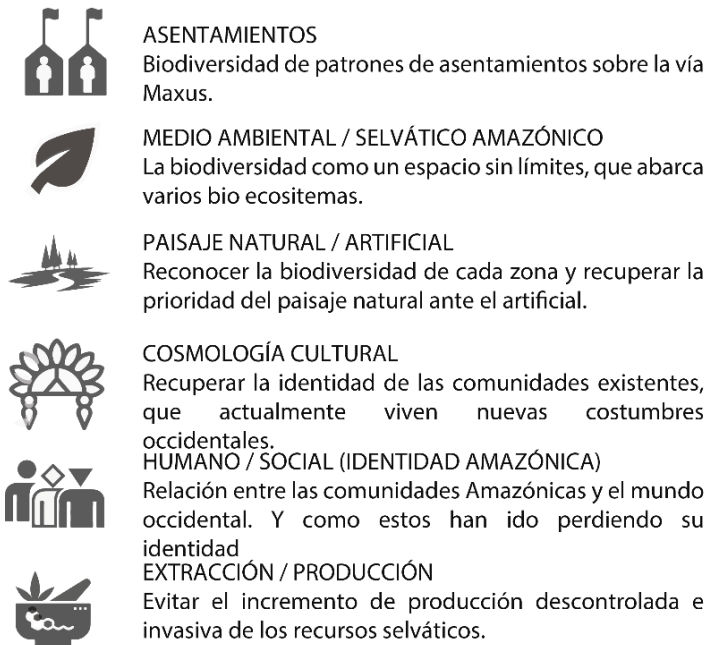 ASENTAMIENTOS
Biodiversidad de patrones de asentamientos sobre la vía
Maxus.
MEDIO AMBIENTAL / SELVÁTICO AMAZÓNICO
La biodiversidad como un espacio sin límites, que abarca
varios bio ecositemas.
PAISAJE NATURAL / ARTIFICIAL
Reconocer la biodiversidad de cada zona y recuperar la
prioridad del paisaje natural ante el artificial.
COSMOLOGÍA CULTURAL
Recuperar la identidad de las comunidades existentes,
que actualmente viven nuevas costumbres
occidentales.
HUMANO / SOCIAL (IDENTIDAD AMAZÓNICA)
Relación entre las comunidades Amazónicas y el mundo
occidental. Y como estos han ido perdiendo su
identidad
EXTRACCIÓN / PRODUCCIÓN
Evitar el incremento de producción descontrolada e
invasiva de los recursos selváticos.